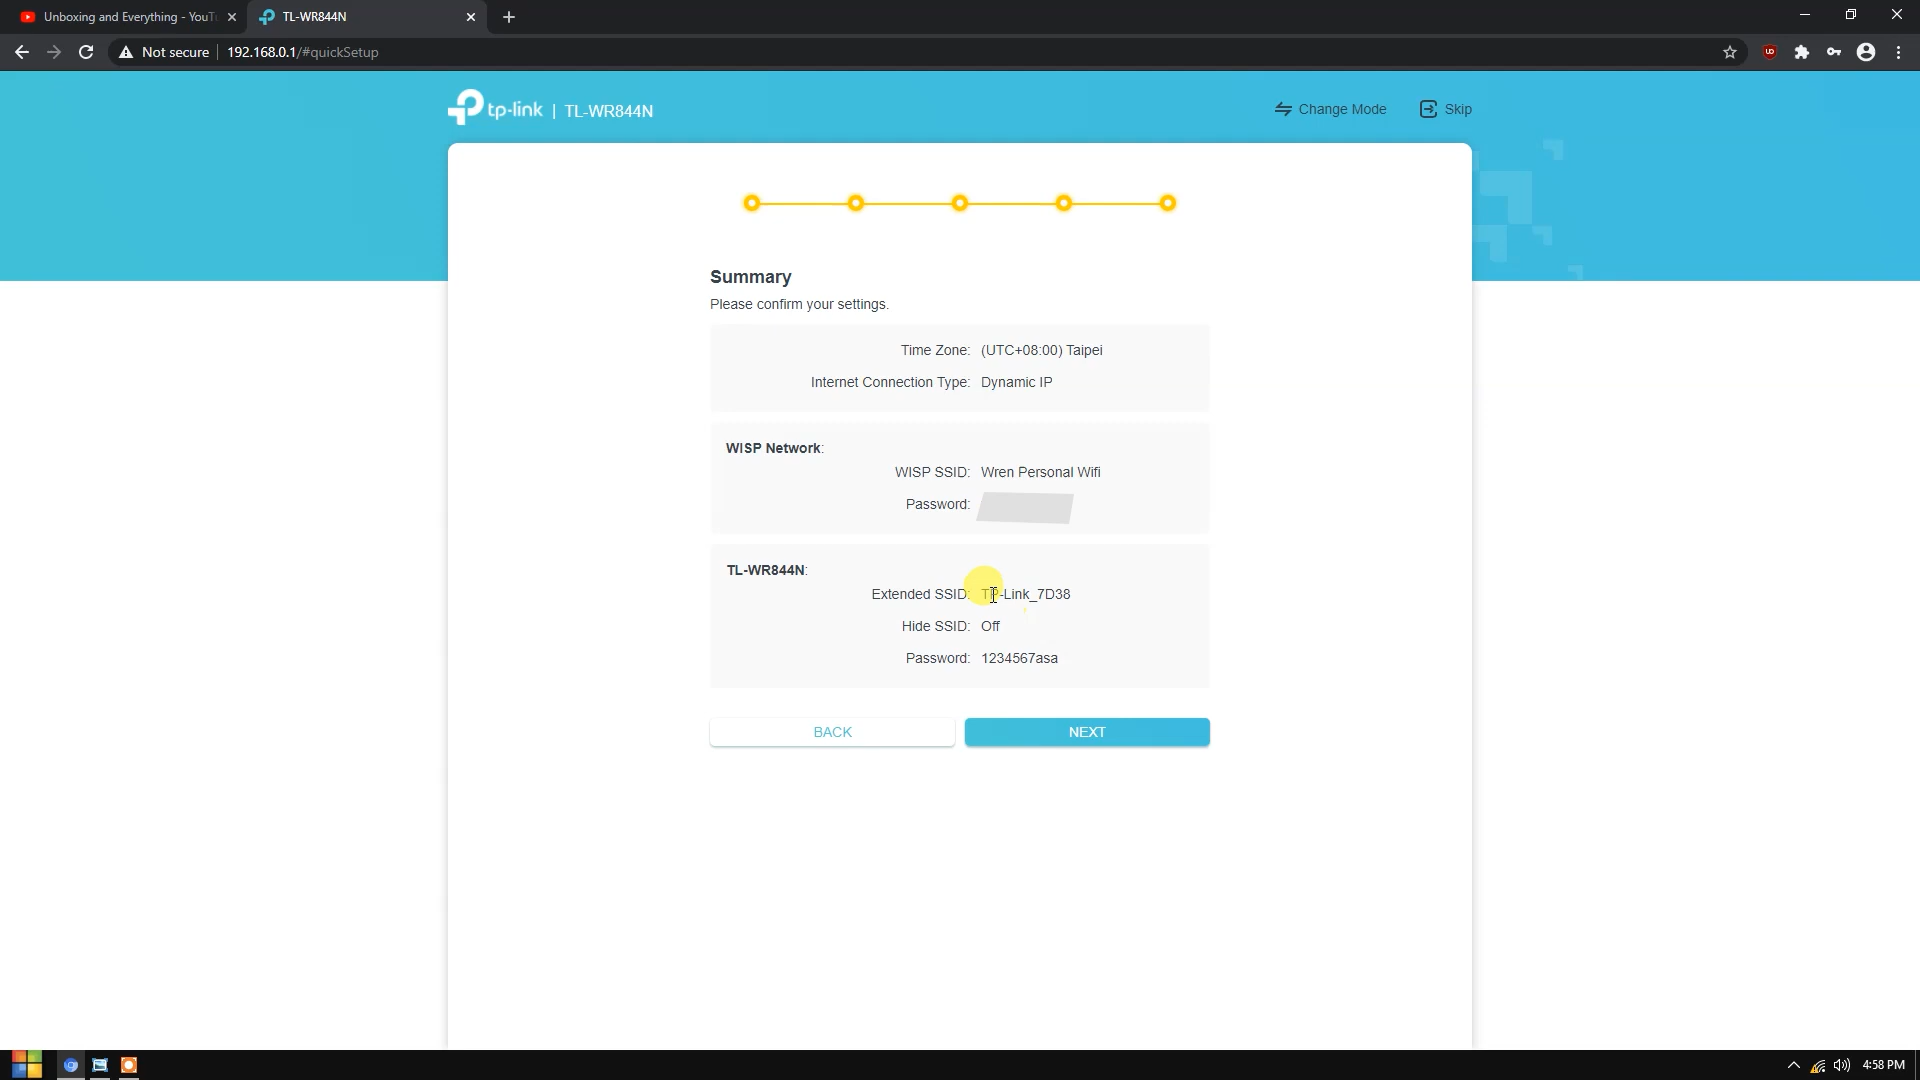 Unboxing and Everything - YouT
TL-WR844N
Not secure
192.168.0.1/#quickSetup
tp-link | TL-WR844N
Change Mode
Skip
Summary
Please confirm your settings.
Time Zone: (UTC+08:00) Taipei
Internet Connection Type: Dynamic IP
WISP Network:
WISP SSID: Wren Personal Wifi
Password:
TL-WR844N:
Extended SSID: TP-Link_7D38
Hide SSID: Off
Password: 1234567asa
BACK
NEXT
4:58 PM